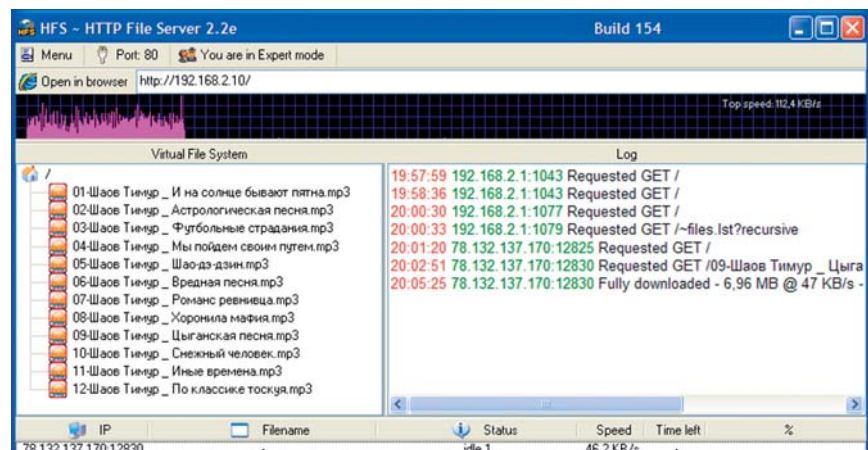 HFS ~ HTTP File Server 2.2e Build 154
Menu Port: 80 You are in Expert mode
Open in browser http://192.168.2.10/
Top speed: 112,4 KB/s
Virtual File System
/
01-Шаов Тимур _ И на солнце бывают пятна.mp3
02-Шаов Тимур _ Астрологическая песня.mp3
03-Шаов Тимур _ Футбольные страдания.mp3
04-Шаов Тимур _ Мы пойдем своим путем.mp3
05-Шаов Тимур _ Шао-дэ-дзин.mp3
06-Шаов Тимур _ Вредная песня.mp3
07-Шаов Тимур _ Романс ревнивца.mp3
08-Шаов Тимур _ Хоронила мафия.mp3
09-Шаов Тимур _ Цыганская песня.mp3
10-Шаов Тимур _ Снежный человек.mp3
11-Шаов Тимур _ Иные времена.mp3
12-Шаов Тимур _ По классике тоскуя.mp3
Log
19:57:59 192.168.2.1:1043 Requested GET /
19:58:36 192.168.2.1:1043 Requested GET /
20:00:30 192.168.2.1:1077 Requested GET /
20:00:33 192.168.2.1:1079 Requested GET /~files.lst?recursive
20:01:20 78.132.137.170:12825 Requested GET /
20:02:51 78.132.137.170:12830 Requested GET /09-Шаов Тимур _ Цыга
20:05:25 78.132.137.170:12830 Fully downloaded - 6,96 MB @ 47 KB/s -
IP Filename Status Speed Time left %
78.132.137.170:12830 - idle 1 46,2 KB/s -